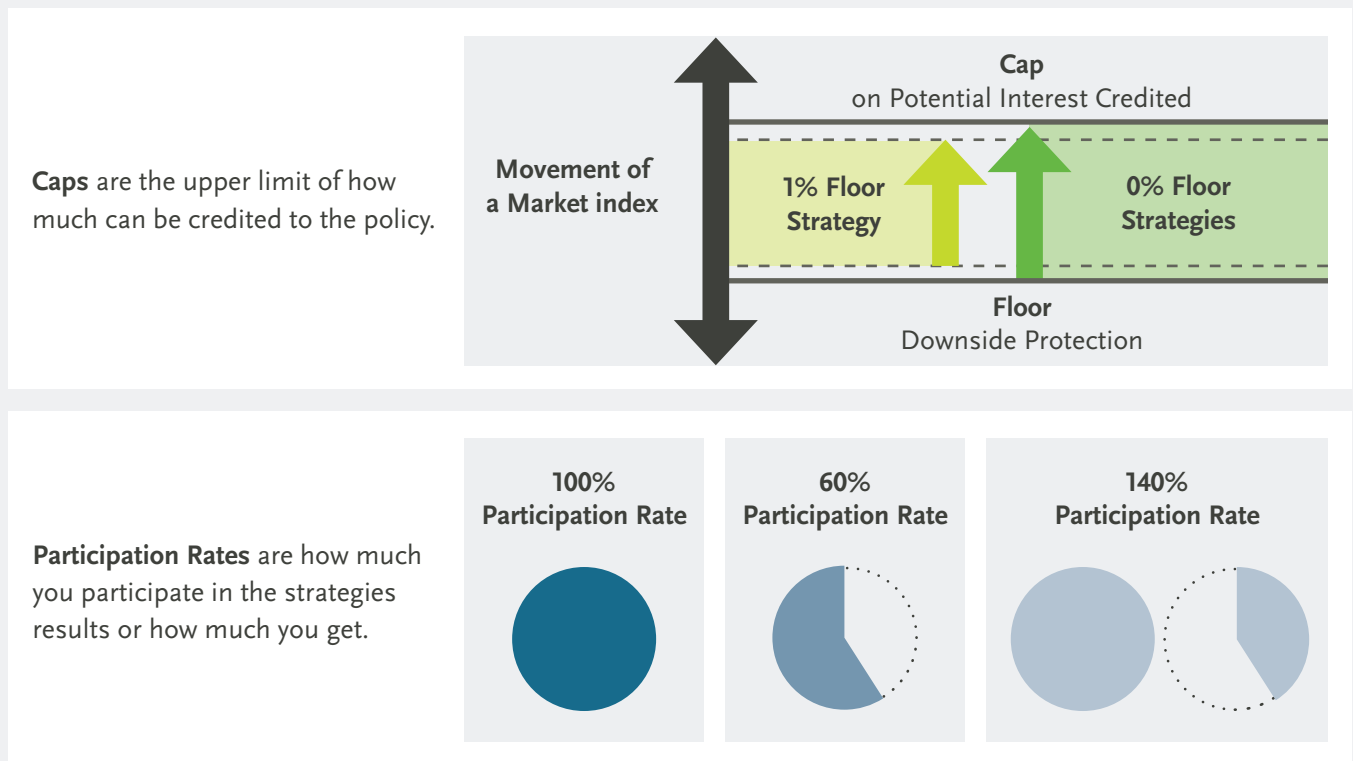 Caps are the upper limit of how
much can be credited to the policy.
Movement of
a Market index
Cap
on Potential Interest Credited
1% Floor
Strategy
0% Floor
Strategies
Floor
Downside Protection
Participation Rates are how much
you participate in the strategies
results or how much you get.
100%
Participation Rate
60%
Participation Rate
140%
Participation Rate